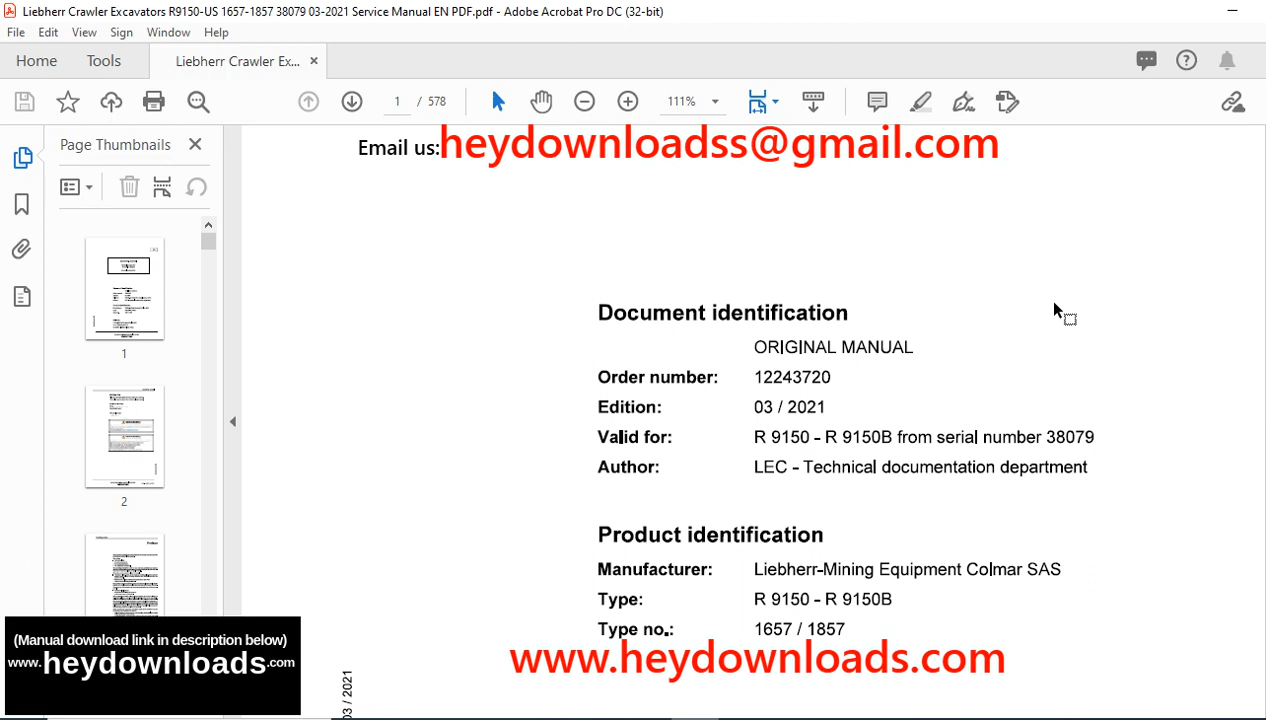 Liebherr Crawler Excavators R9150-US 1657-1857 38079 03-2021 Service Manual EN PDF.pdf - Adobe Acrobat Pro DC (32-bit)
File Edit View Sign Window Help
Home Tools Liebherr Crawler Ex...
1 / 578 111%
Page Thumbnails
1
2
Email us:heydownloadss@gmail.com
Document identification
ORIGINAL MANUAL
Order number: 12243720
Edition: 03 / 2021
Valid for: R 9150 - R 9150B from serial number 38079
Author: LEC - Technical documentation department
Product identification
Manufacturer: Liebherr-Mining Equipment Colmar SAS
Type: R 9150 - R 9150B
Type no.: 1657 / 1857
www.heydownloads.com
03 / 2021
(Manual download link in description below)
www.heydownloads.com